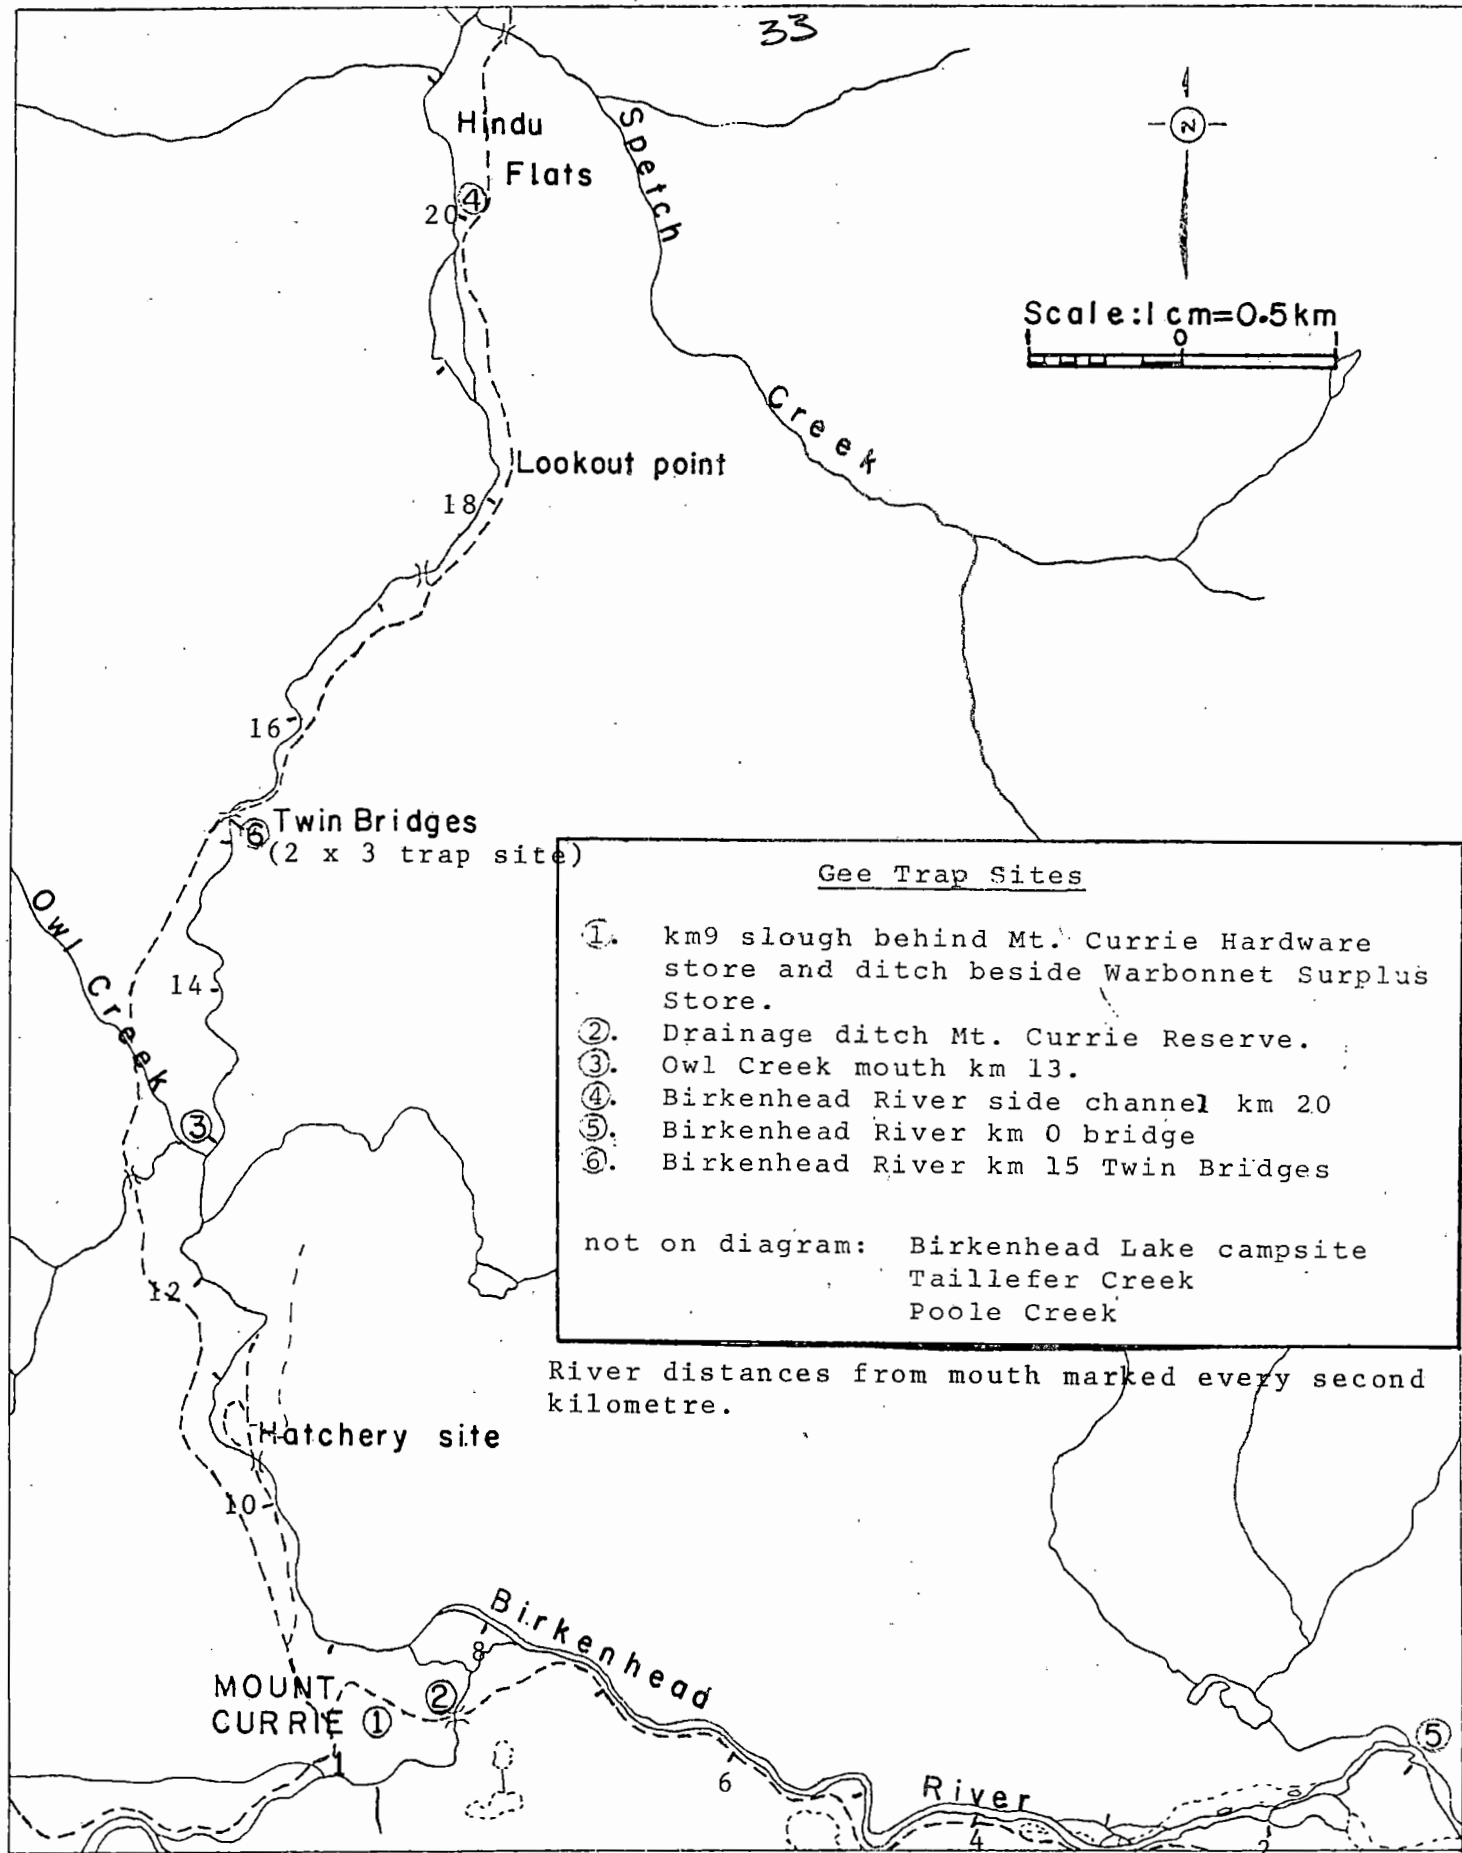 33
Hindu
Flats
Spetch
Creek
N
4
20
Scale:1cm=0.5km
0
Lookout point
18
16
Twin Bridges
6
(2 x 3 trap site)
Owl
Creek
14
3
12
Gee Trap Sites
1. km9 slough behind Mt. Currie Hardware
store and ditch beside Warbonnet Surplus
Store.
2. Drainage ditch Mt. Currie Reserve.
3. Owl Creek mouth km 13.
4. Birkenhead River side channel km 20
5. Birkenhead River km 0 bridge
6. Birkenhead River km 15 Twin Bridges
not on diagram: Birkenhead Lake campsite
Taillefer Creek
Poole Creek
River distances from mouth marked every second
kilometre.
Hatchery site
10
Birkenhead
8
MOUNT
CURRIE
1
2
5
6
River
4
2